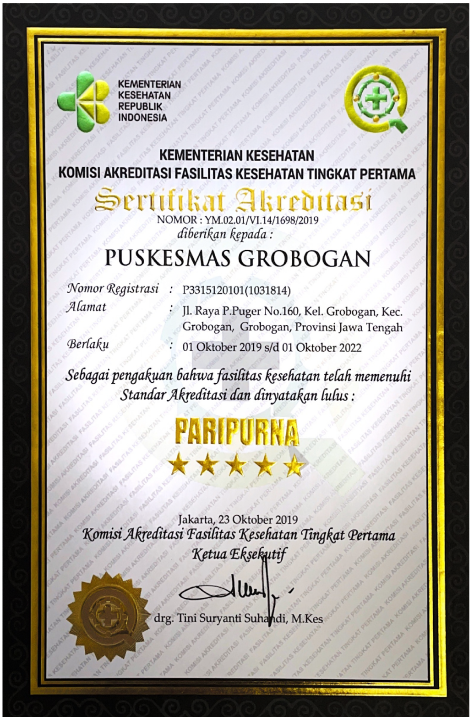 KEMENTERIAN
KESEHATAN
REPUBLIK
INDONESIA
KEMENTERIAN KESEHATAN
KOMISI AKREDITASI FASILITAS KESEHATAN TINGKAT PERTAMA
Sertifikat Akreditasi
NOMOR : YM.02.01/VI.14/1698/2019
diberikan kepada :
PUSKESMAS GROBOGAN
Nomor Registrasi : P3315120101(1031814)
Alamat : Jl. Raya P.Puger No.160, Kel. Grobogan, Kec.
Grobogan, Grobogan, Provinsi Jawa Tengah
Berlaku : 01 Oktober 2019 s/d 01 Oktober 2022
Sebagai pengakuan bahwa fasilitas kesehatan telah memenuhi
Standar Akreditasi dan dinyatakan lulus :
PARIPURNA
Jakarta, 23 Oktober 2019
Komisi Akreditasi Fasilitas Kesehatan Tingkat Pertama
Ketua Eksekutif
drg. Tini Suryanti Suhandi, M.Kes